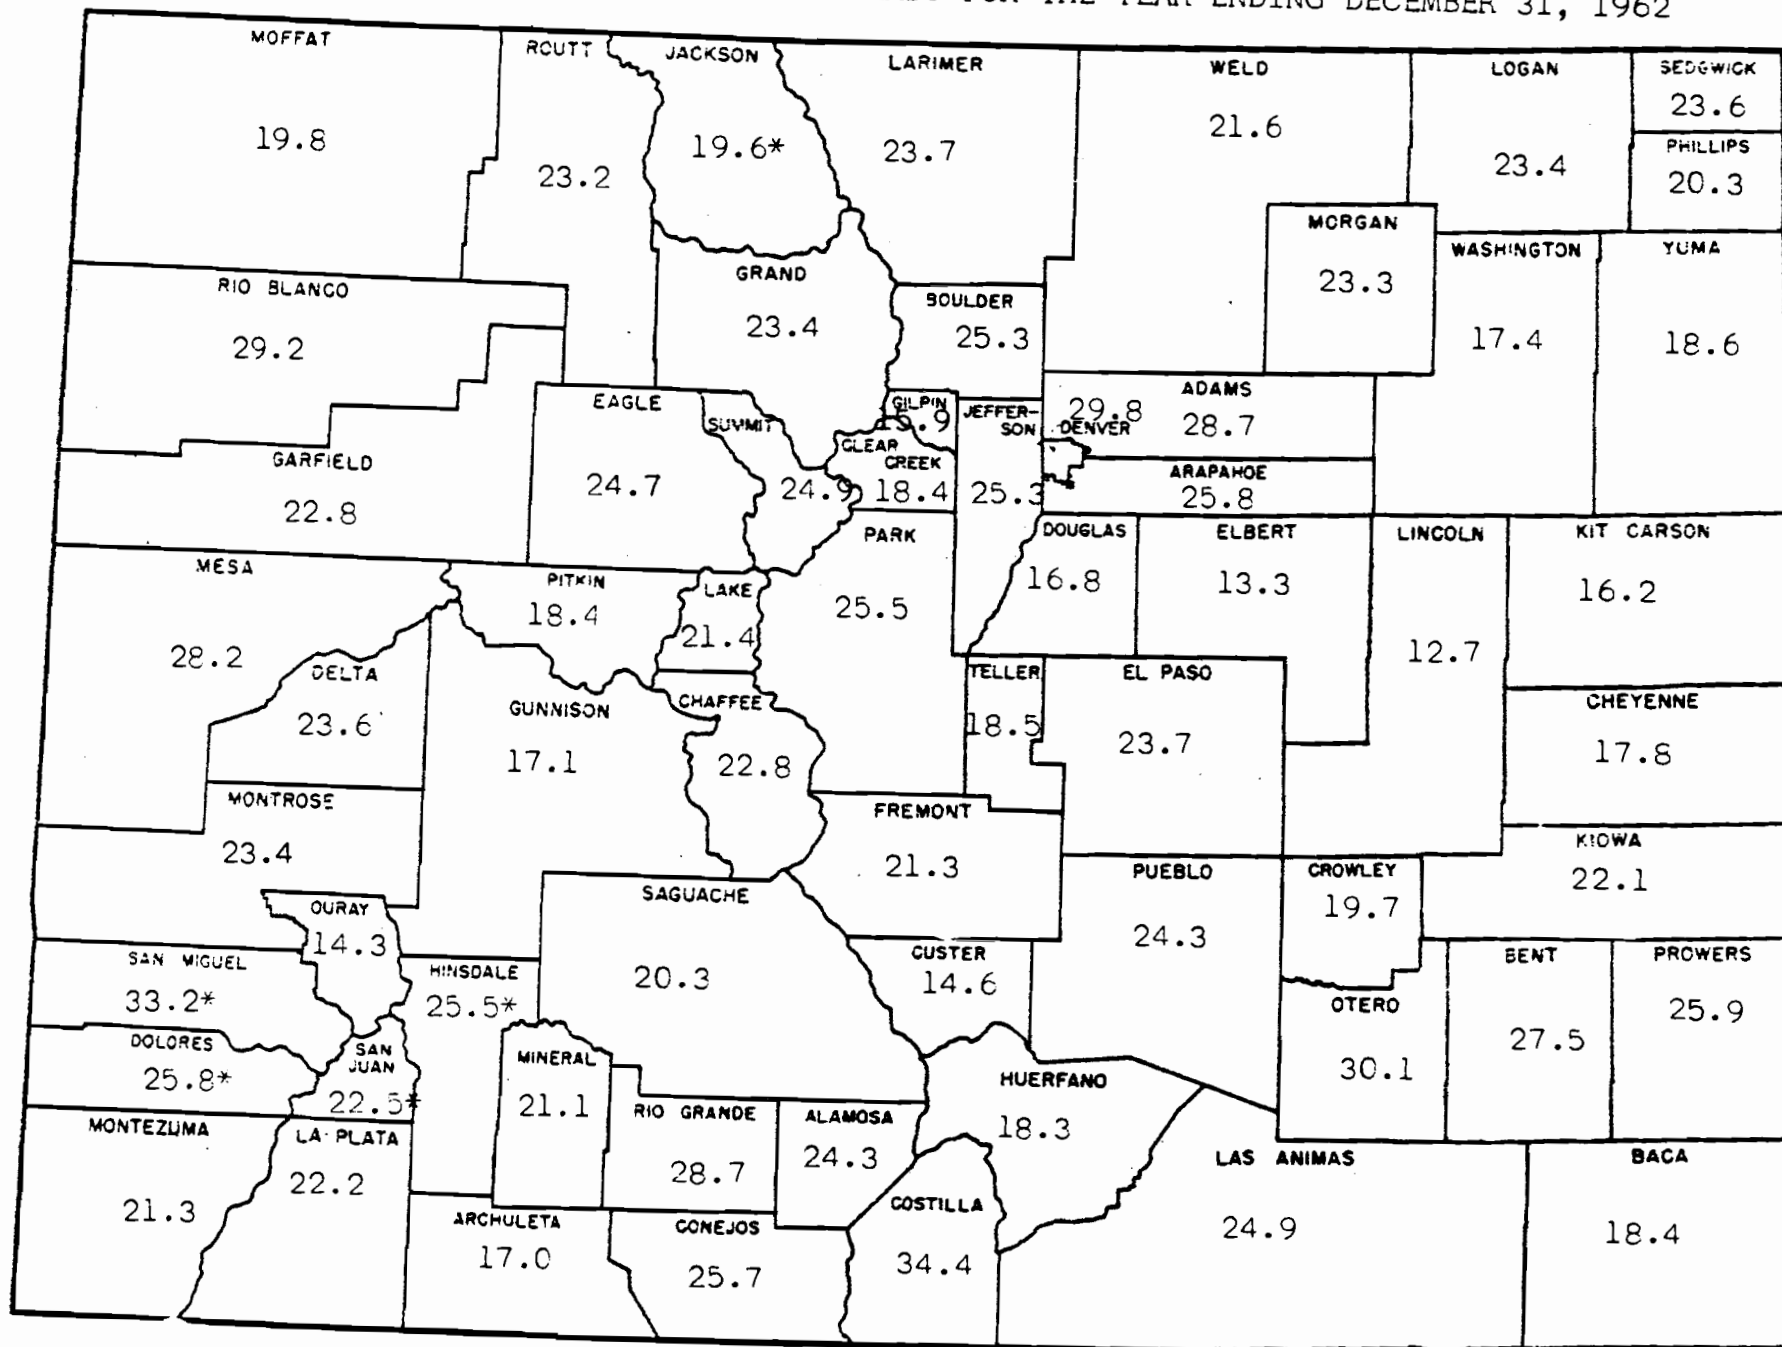 FOR THE YEAR ENDING DECEMBER 31, 1962
MOFFAT
19.8
ROUTT
23.2
JACKSON
19.6*
LARIMER
23.7
WELD
21.6
LOGAN
23.4
SEDGWICK
23.6
PHILLIPS
20.3
MORGAN
23.3
WASHINGTON
17.4
YUMA
18.6
RIO BLANCO
29.2
GRAND
23.4
BOULDER
25.3
GILPIN
15.9
JEFFER-
SON
25.3
ADAMS
28.7
29.8
DENVER
ARAPAHOE
25.8
EAGLE
24.7
SUMMIT
24.9
CLEAR
CREEK
18.4
GARFIELD
22.8
PARK
25.5
DOUGLAS
16.8
ELBERT
13.3
LINCOLN
12.7
KIT CARSON
16.2
MESA
28.2
PITKIN
18.4
LAKE
21.4
DELTA
23.6
GUNNISON
17.1
CHAFFEE
22.8
TELLER
18.5
EL PASO
23.7
CHEYENNE
17.8
MONTROSE
23.4
FREMONT
21.3
KIOWA
22.1
OURAY
14.3
SAGUACHE
20.3
PUEBLO
24.3
CROWLEY
19.7
SAN MIGUEL
33.2*
HINSDALE
25.5*
CUSTER
14.6
OTERO
30.1
BENT
27.5
PROWERS
25.9
DOLORES
25.8*
SAN
JUAN
22.5*
MINERAL
21.1
RIO GRANDE
28.7
ALAMOSA
24.3
HUERFANO
18.3
MONTEZUMA
21.3
LA PLATA
22.2
ARCHULETA
17.0
CONEJOS
25.7
COSTILLA
34.4
LAS ANIMAS
24.9
BACA
18.4